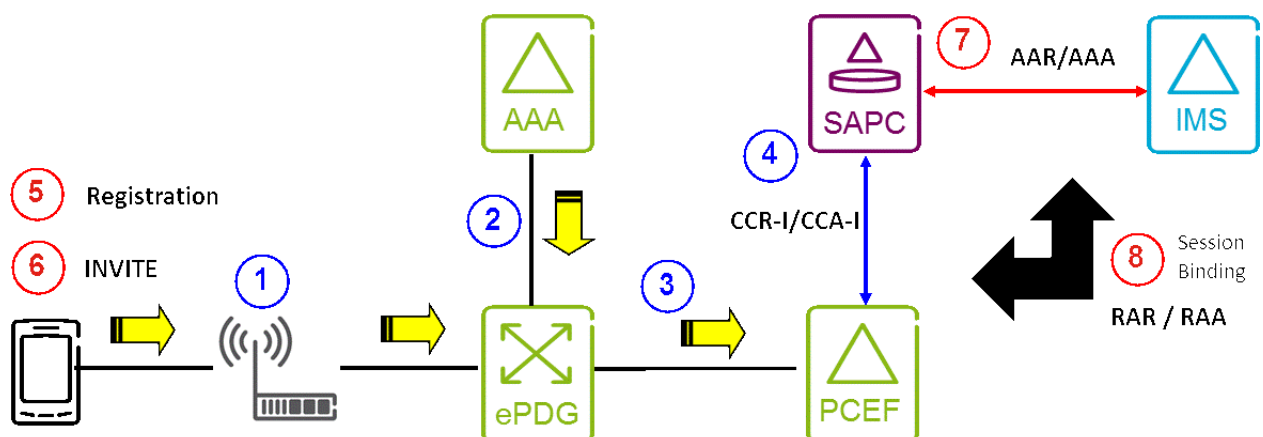 7
AAR/AAA
AAA
SAPC
IMS
4
5 Registration
2
CCR-I/CCA-I
6 INVITE
1
3
8 Session
Binding
RAR / RAA
ePDG
PCEF